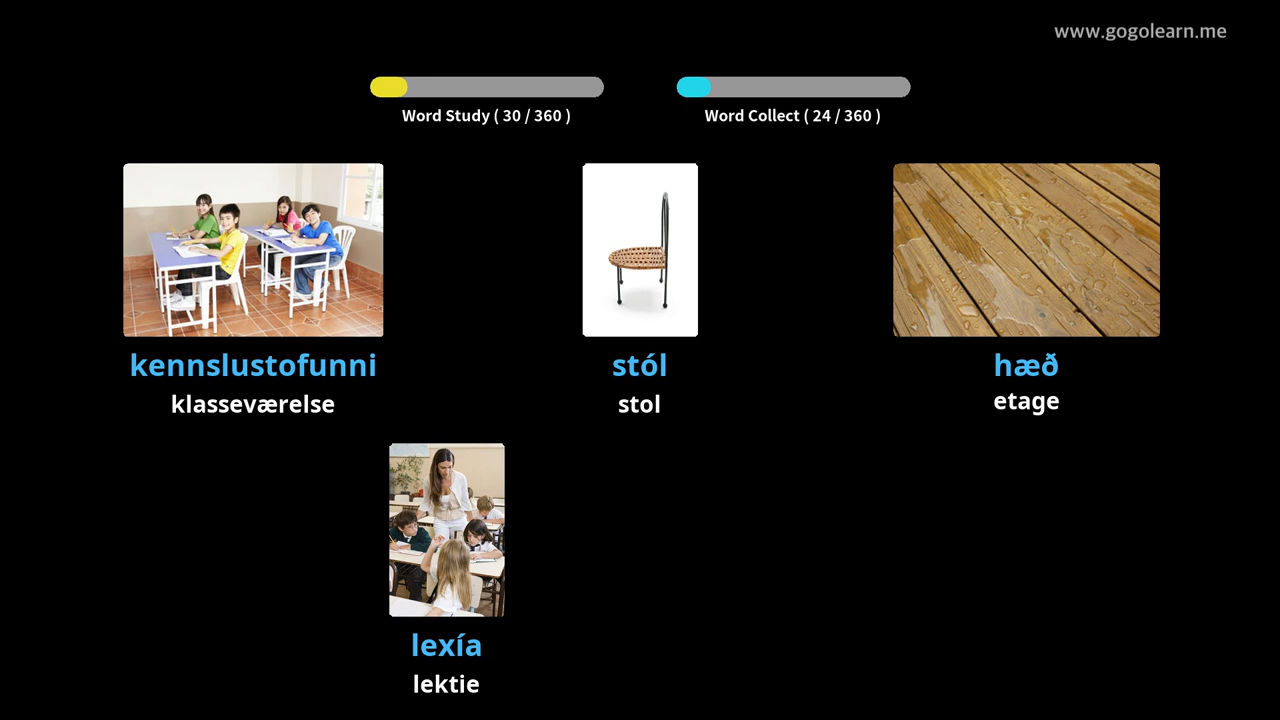 www.gogolearn.me
Word Study ( 30 / 360 )
Word Collect ( 24 / 360 )
kennslustofunni
klasseværelse
stól
stol
hæð
etage
lexía
lektie